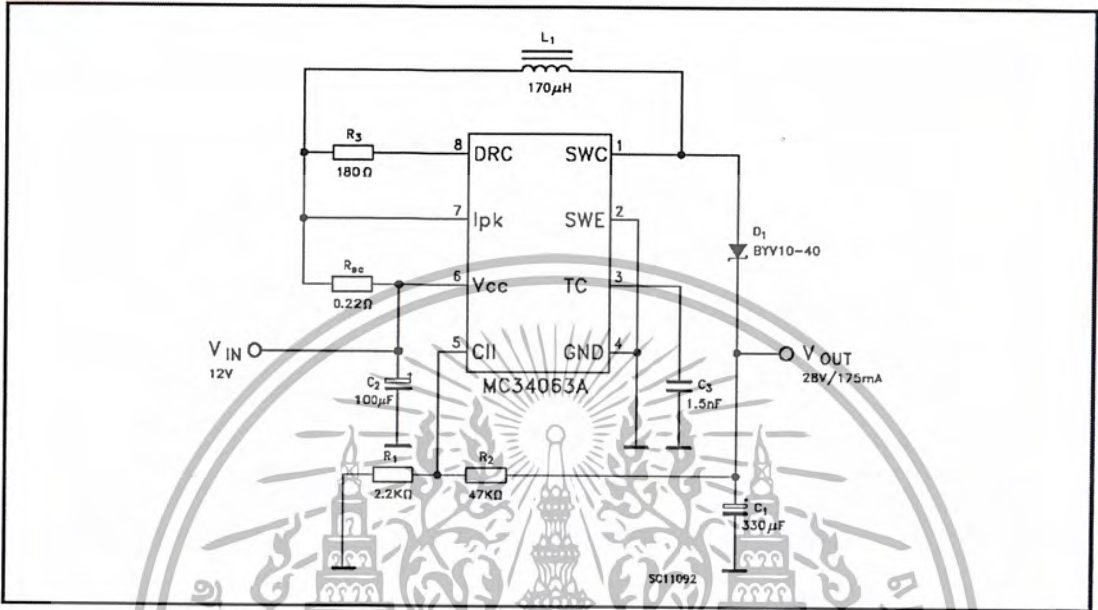 L1
170µH
R3
180Ω
8 DRC
SWC 1
7 Ipk
SWE 2
D1
BYV10-40
Rsc
0.22Ω
6 Vcc
TC 3
VIN
12V
5 CII
GND 4
VOUT
28V/175mA
MC34063A
C2
100µF
+
C3
1.5nF
R1
2.2KΩ
R2
47KΩ
C1
330µF
+
SC11092